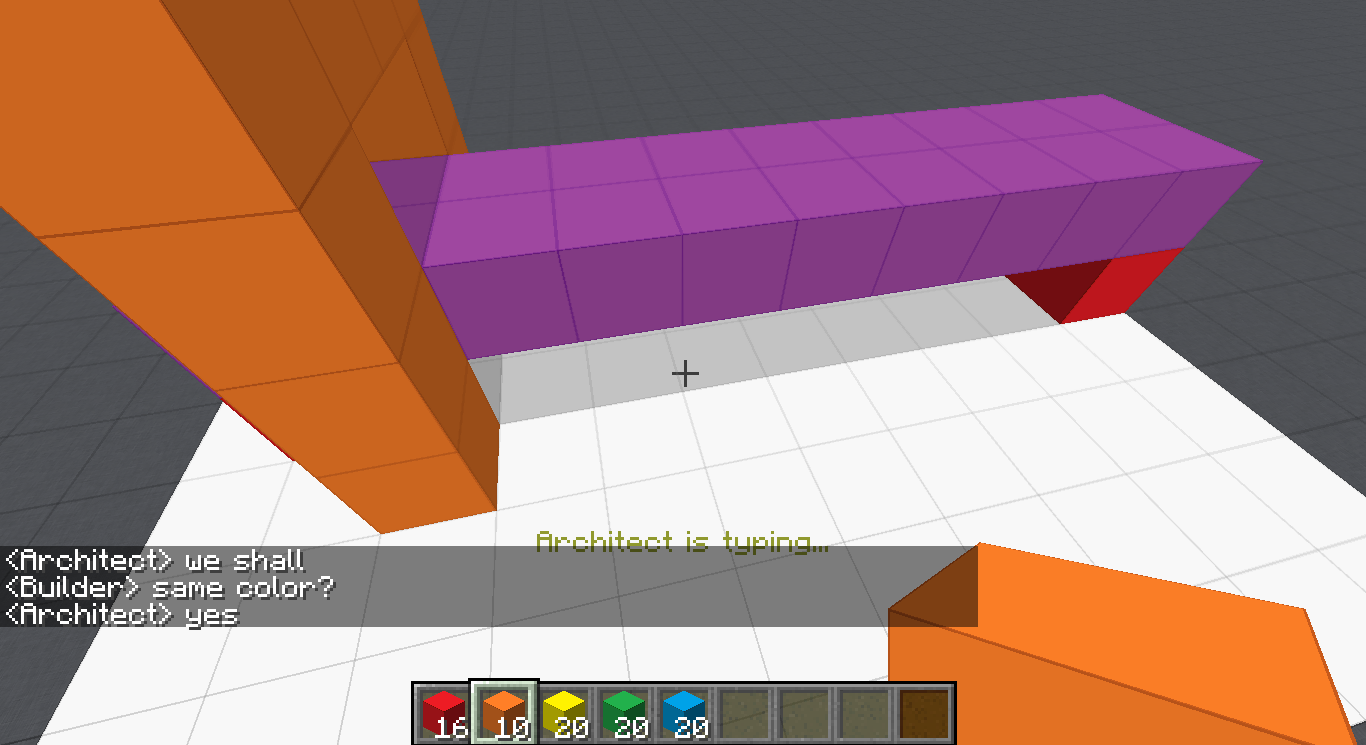 Architect is typing...
<Architect> we shall
<Builder> same color?
<Architect> yes
16 10 20 20 20